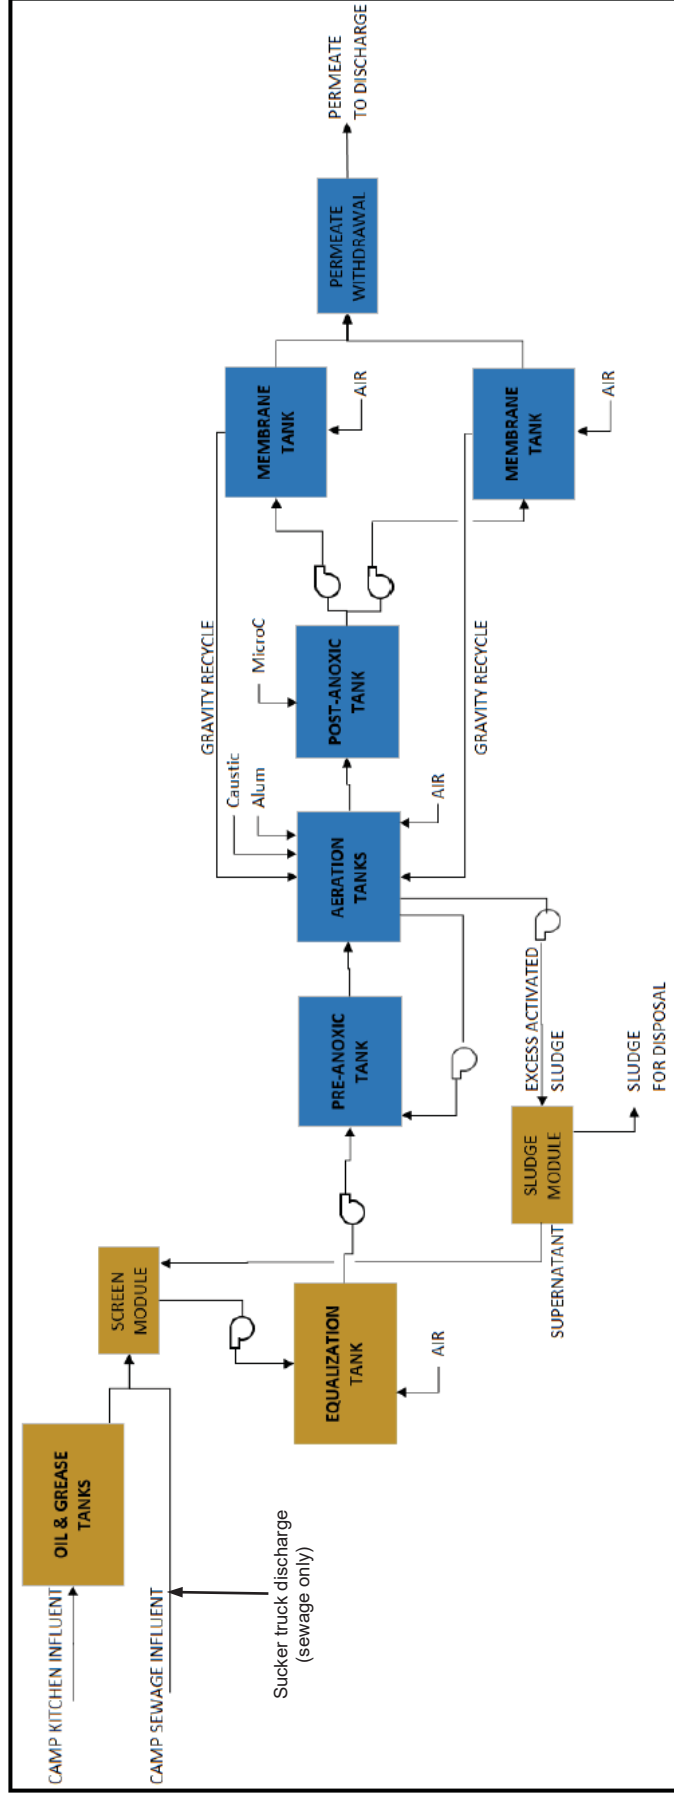 CAMP KITCHEN INFLUENT
CAMP SEWAGE INFLUENT
Sucker truck discharge
(sewage only)
OIL & GREASE
TANKS
SCREEN
MODULE
EQUALIZATION
TANK
AIR
SUPERNATANT
SLUDGE
MODULE
SLUDGE
FOR DISPOSAL
EXCESS ACTIVATED
SLUDGE
PRE-ANOXIC
TANK
AERATION
TANKS
AIR
Caustic
Alum
GRAVITY RECYCLE
MicroC
POST-ANOXIC
TANK
GRAVITY RECYCLE
MEMBRANE
TANK
AIR
MEMBRANE
TANK
AIR
PERMEATE
WITHDRAWAL
PERMEATE
TO DISCHARGE